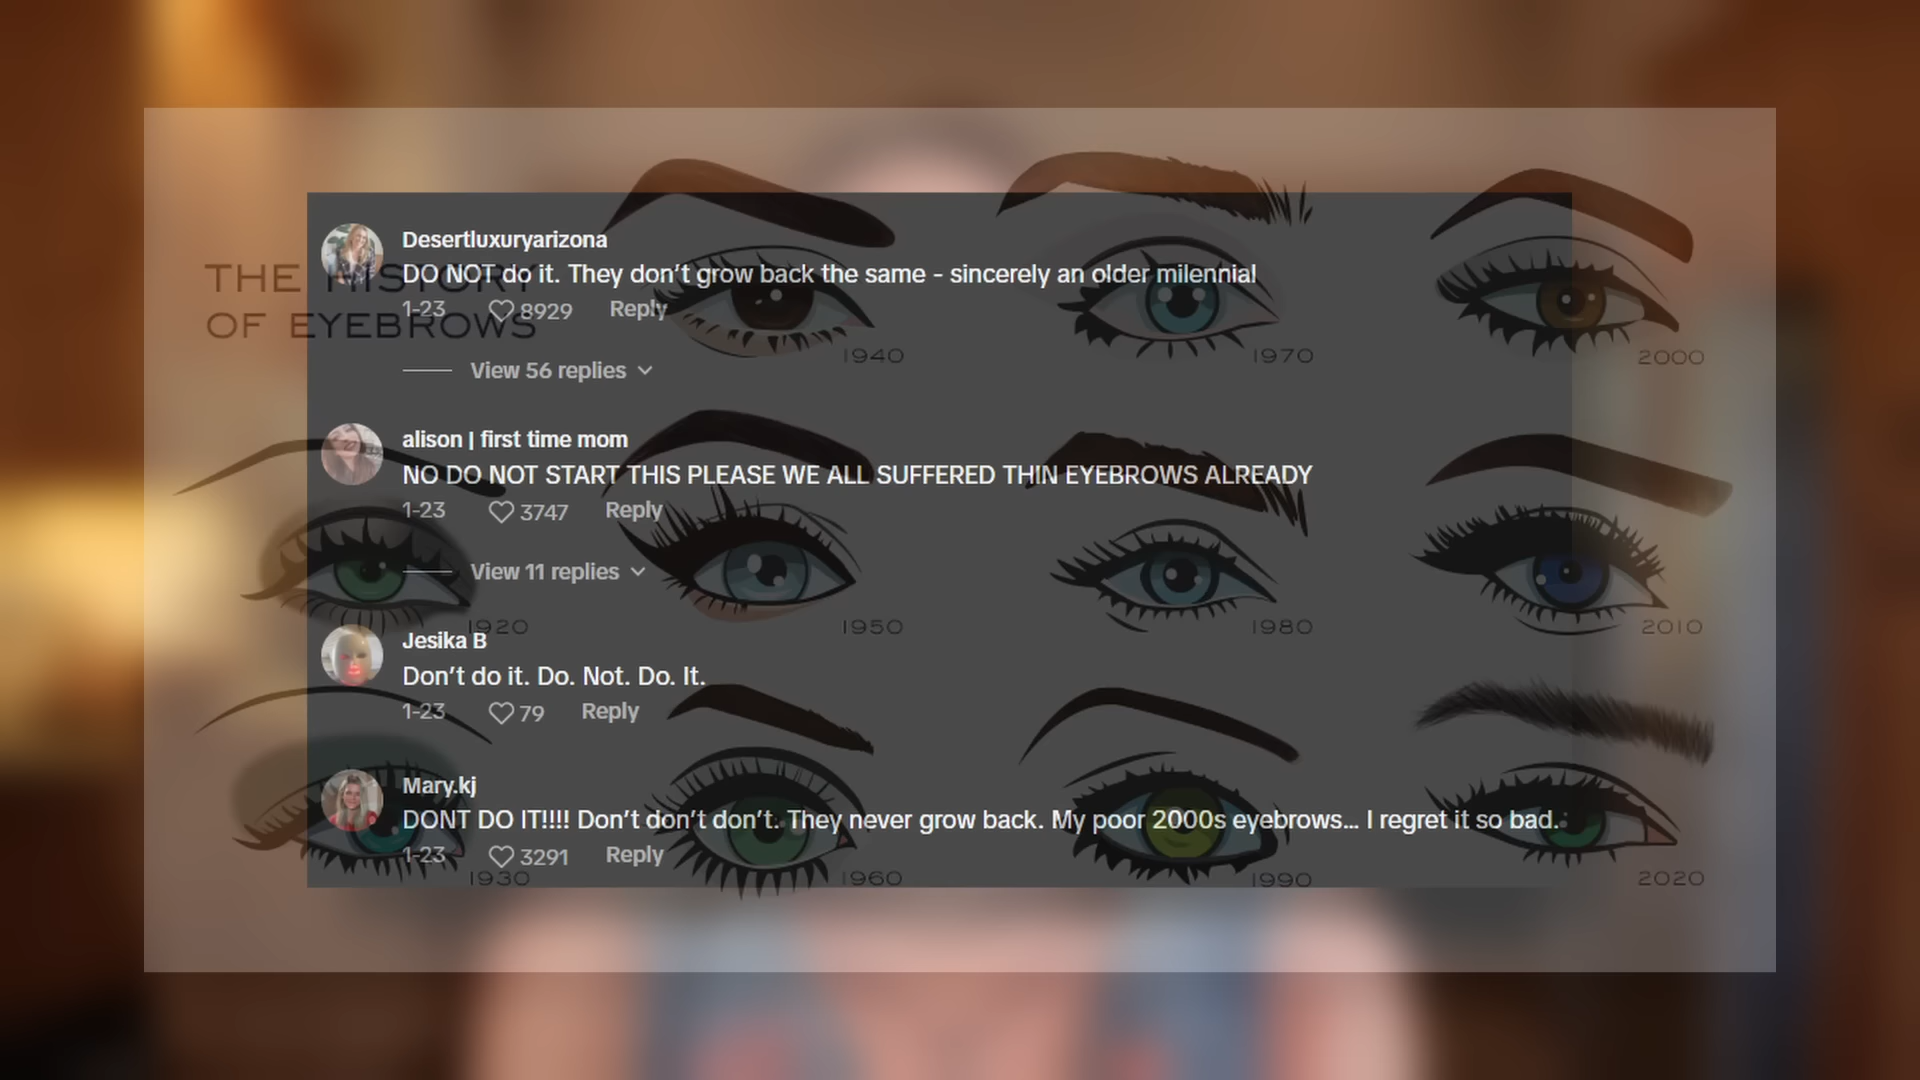 THE HISTORY
OF EYEBROWS
Desertluxuryarizona
DO NOT do it. They don't grow back the same - sincerely an older milennial
1-23 8929 Reply
View 56 replies
1940
1970
2000
alison | first time mom
NO DO NOT START THIS PLEASE WE ALL SUFFERED THIN EYEBROWS ALREADY
1-23 3747 Reply
View 11 replies
1920
1950
1980
2010
Jesika B
Don't do it. Do. Not. Do. It.
1-23 79 Reply
Mary.kj
DONT DO IT!!!! Don't don't don't. They never grow back. My poor 2000s eyebrows... I regret it so bad.
1-23 3291 Reply
1930
1960
1990
2020